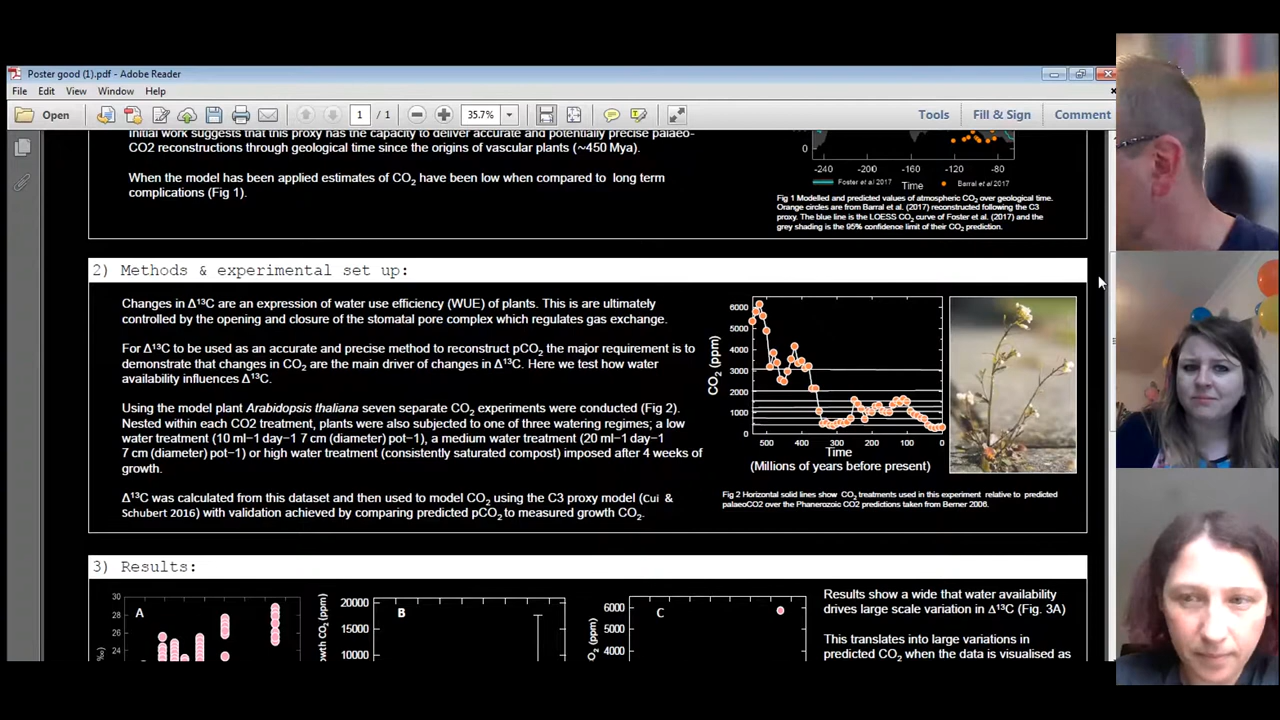 Poster good (1).pdf - Adobe Reader
File Edit View Window Help
Open 1 / 1 35.7% Tools Fill & Sign Comment
Initial work suggests that this proxy has the capacity to deliver accurate and potentially precise palaeo-
CO2 reconstructions through geological time since the origins of vascular plants (~450 Mya).
When the model has been applied estimates of CO₂ have been low when compared to long term
complications (Fig 1).
0
-240 -200 -160 -120 -80
Time
Foster et al 2017 Barral et al 2017
Fig 1 Modelled and predicted values of atmospheric CO₂ over geological time.
Orange circles are from Barral et al. (2017) reconstructed following the C3
proxy. The blue line is the LOESS CO₂ curve of Foster et al. (2017) and the
grey shading is the 95% confidence limit of their CO₂ prediction.
2) Methods & experimental set up:
Changes in Δ¹³C are an expression of water use efficiency (WUE) of plants. This is are ultimately
controlled by the opening and closure of the stomatal pore complex which regulates gas exchange.
For Δ¹³C to be used as an accurate and precise method to reconstruct pCO₂ the major requirement is to
demonstrate that changes in CO₂ are the main driver of changes in Δ¹³C. Here we test how water
availability influences Δ¹³C.
Using the model plant Arabidopsis thaliana seven separate CO₂ experiments were conducted (Fig 2).
Nested within each CO2 treatment, plants were also subjected to one of three watering regimes; a low
water treatment (10 ml−1 day−1 7 cm (diameter) pot−1), a medium water treatment (20 ml−1 day−1
7 cm (diameter) pot−1) or high water treatment (consistently saturated compost) imposed after 4 weeks of
growth.
Δ¹³C was calculated from this dataset and then used to model CO₂ using the C3 proxy model (Cui &
Schubert 2016) with validation achieved by comparing predicted pCO₂ to measured growth CO₂.
CO₂ (ppm)
6000
5000
4000
3000
2000
1000
0
500 400 300 200 100 0
Time
(Millions of years before present)
Fig 2 Horizontal solid lines show CO₂ treatments used in this experiment relative to predicted
palaeoCO2 over the Phanerozoic CO2 predictions taken from Berner 2006.
3) Results:
A
30
28
26
24
(‰)
B
owth CO₂ (ppm)
20000
15000
10000
C
O₂ (ppm)
6000
5000
4000
Results show a wide that water availability
drives large scale variation in Δ¹³C (Fig. 3A)
This translates into large variations in
predicted CO₂ when the data is visualised as